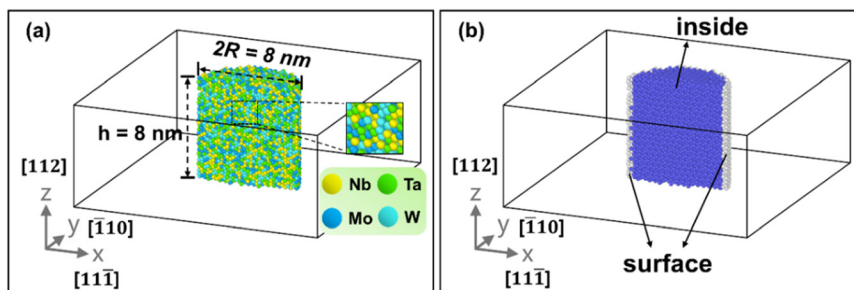 (a)
2R = 8 nm
h = 8 nm
[112]
z
y
[1̅10]
x
[111̅]
Nb
Ta
Mo
W
(b)
inside
[112]
z
y
[1̅10]
x
[111̅]
surface